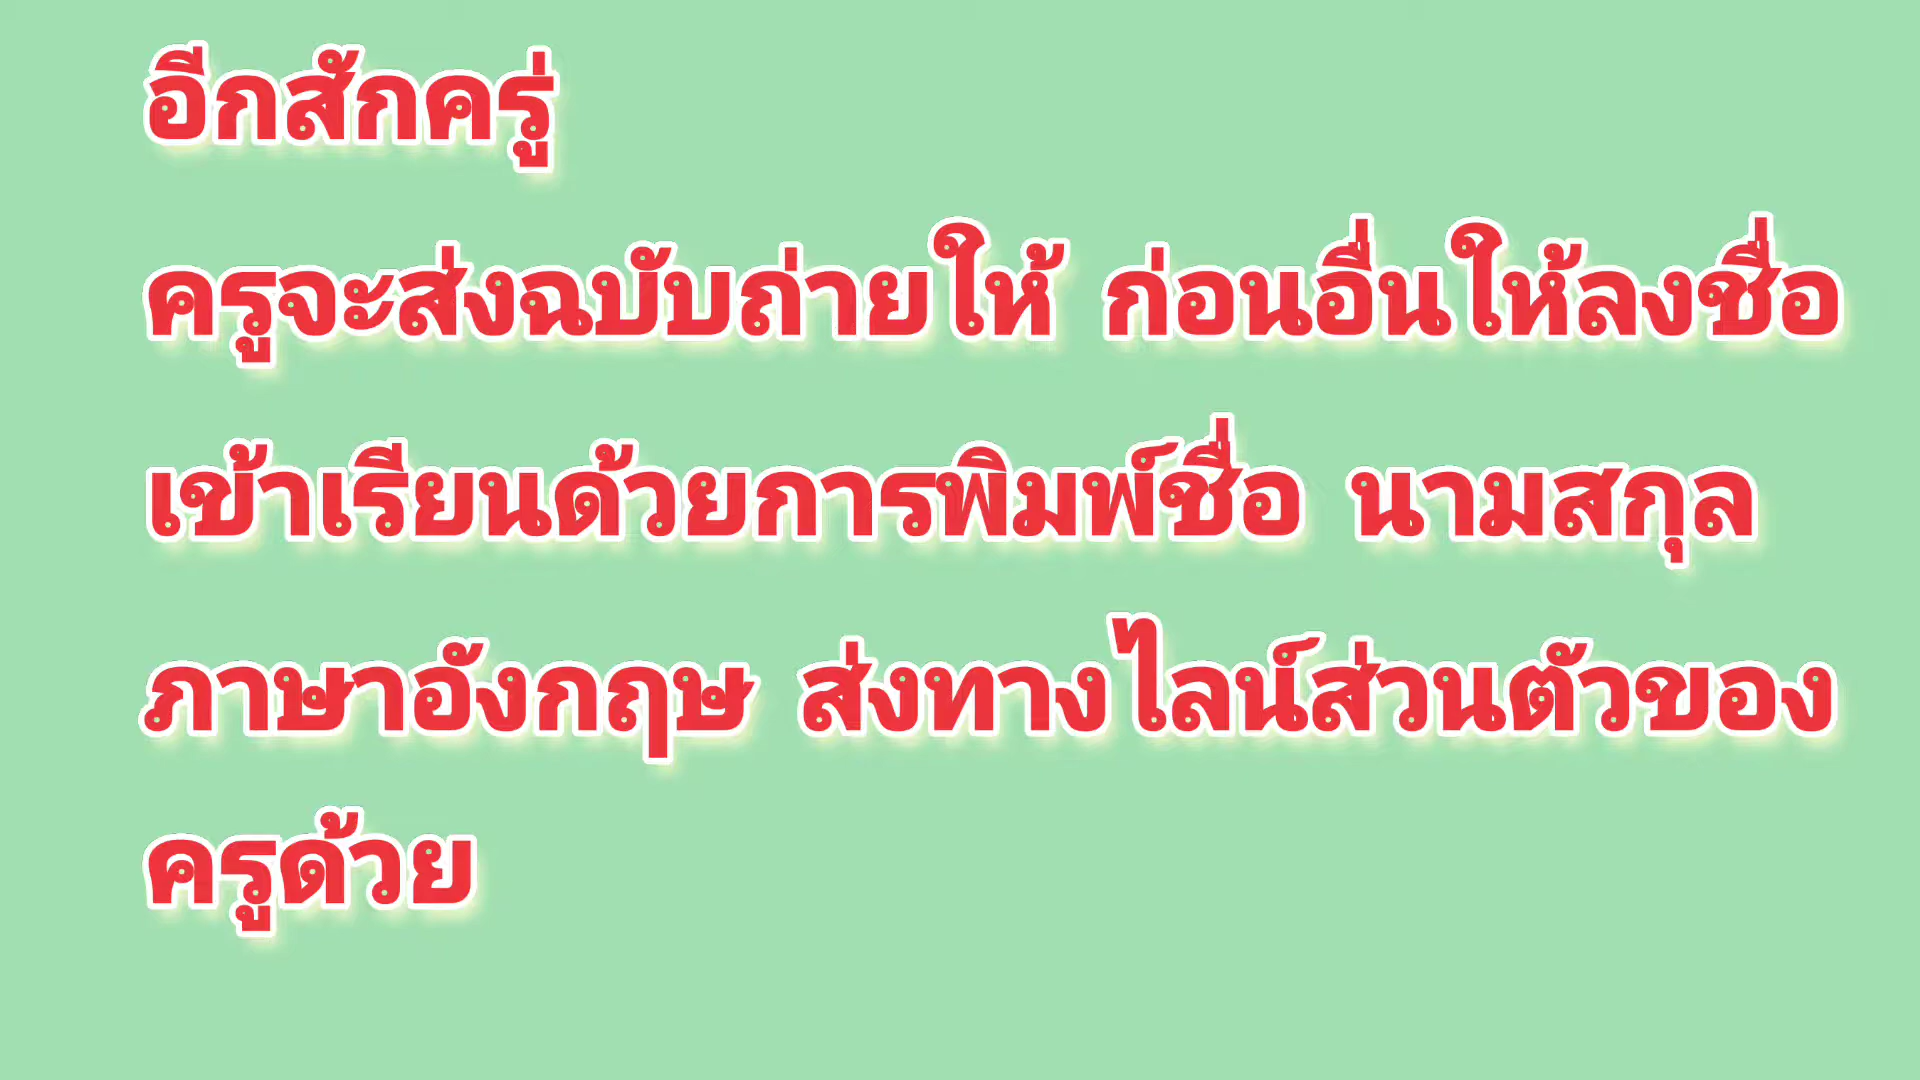 อีกสักครู่
ครูจะส่งฉบับถ่ายให้ ก่อนอื่นให้ลงชื่อ
เข้าเรียนด้วยการพิมพ์ชื่อ นามสกุล
ภาษาอังกฤษ ส่งทางไลน์ส่วนตัวของ
ครูด้วย